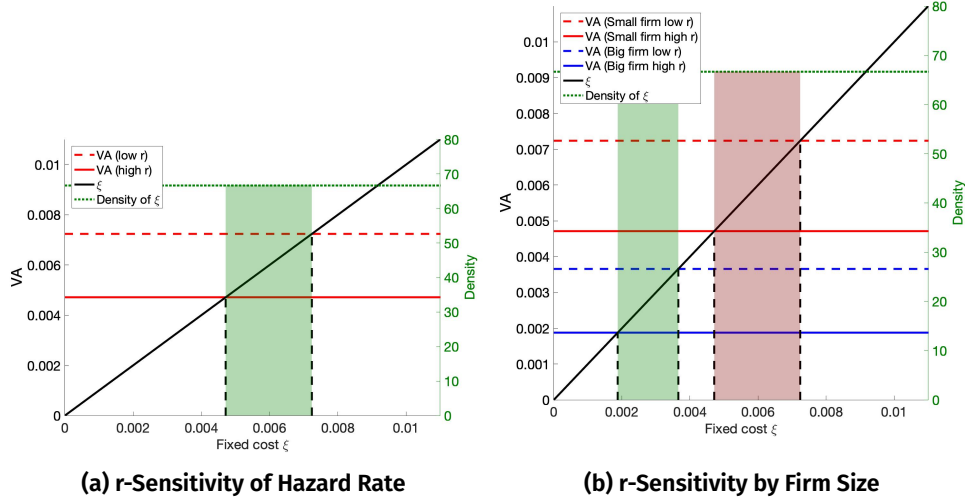 VA (low r)
VA (high r)
ξ
Density of ξ
0.01
0.008
0.006
0.004
0.002
0
VA
80
70
60
50
40
30
20
10
0
Density
0
0.002
0.004
0.006
0.008
0.01
Fixed cost ξ
(a) r-Sensitivity of Hazard Rate
VA (Small firm low r)
VA (Small firm high r)
VA (Big firm low r)
VA (Big firm high r)
ξ
Density of ξ
0.01
0.009
0.008
0.007
0.006
0.005
0.004
0.003
0.002
0.001
0
VA
80
70
60
50
40
30
20
10
0
Density
0
0.002
0.004
0.006
0.008
0.01
Fixed cost ξ
(b) r-Sensitivity by Firm Size